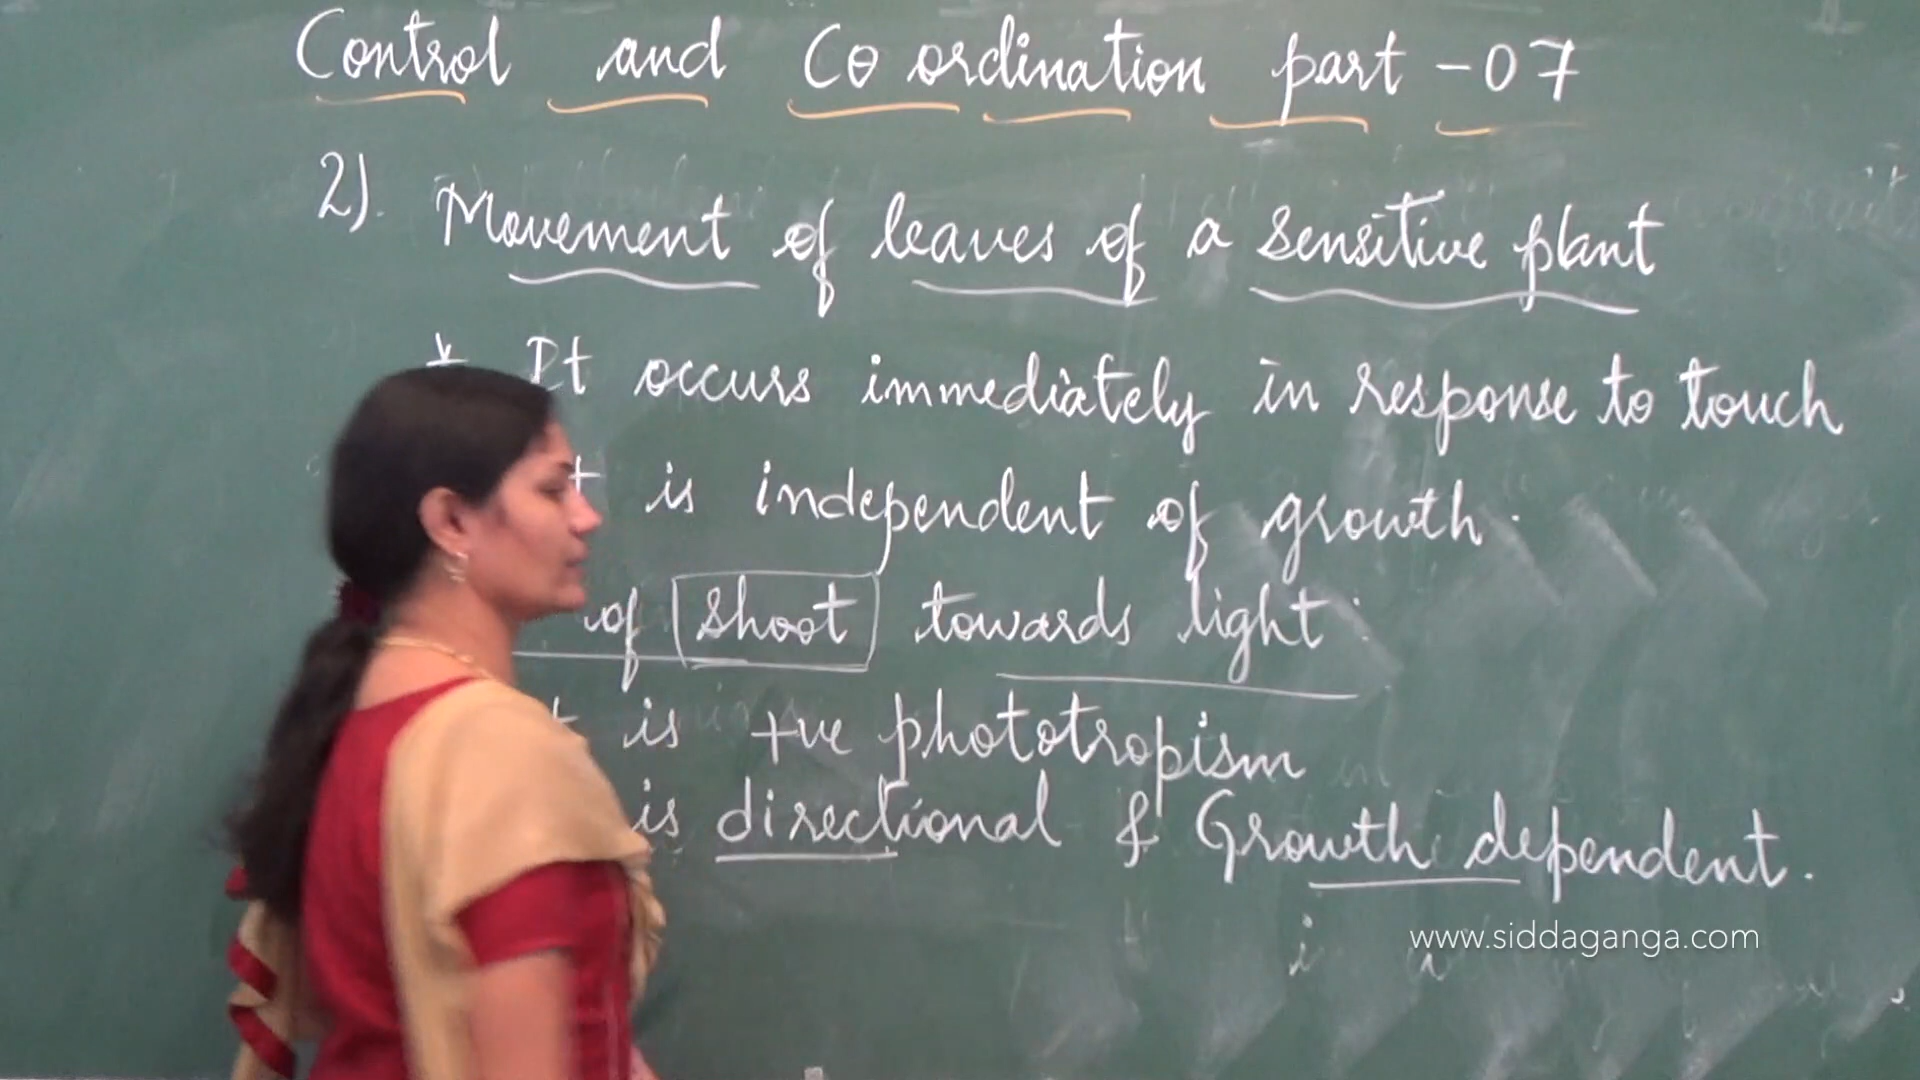 Control and Co ordination part - 07
2). Movement of leaves of a sensitive plant
* It occurs immediately in response to touch
is independent of growth.
of shoot towards light
is +ve phototropism
is directional & Growth dependent.
www.siddaganga.com